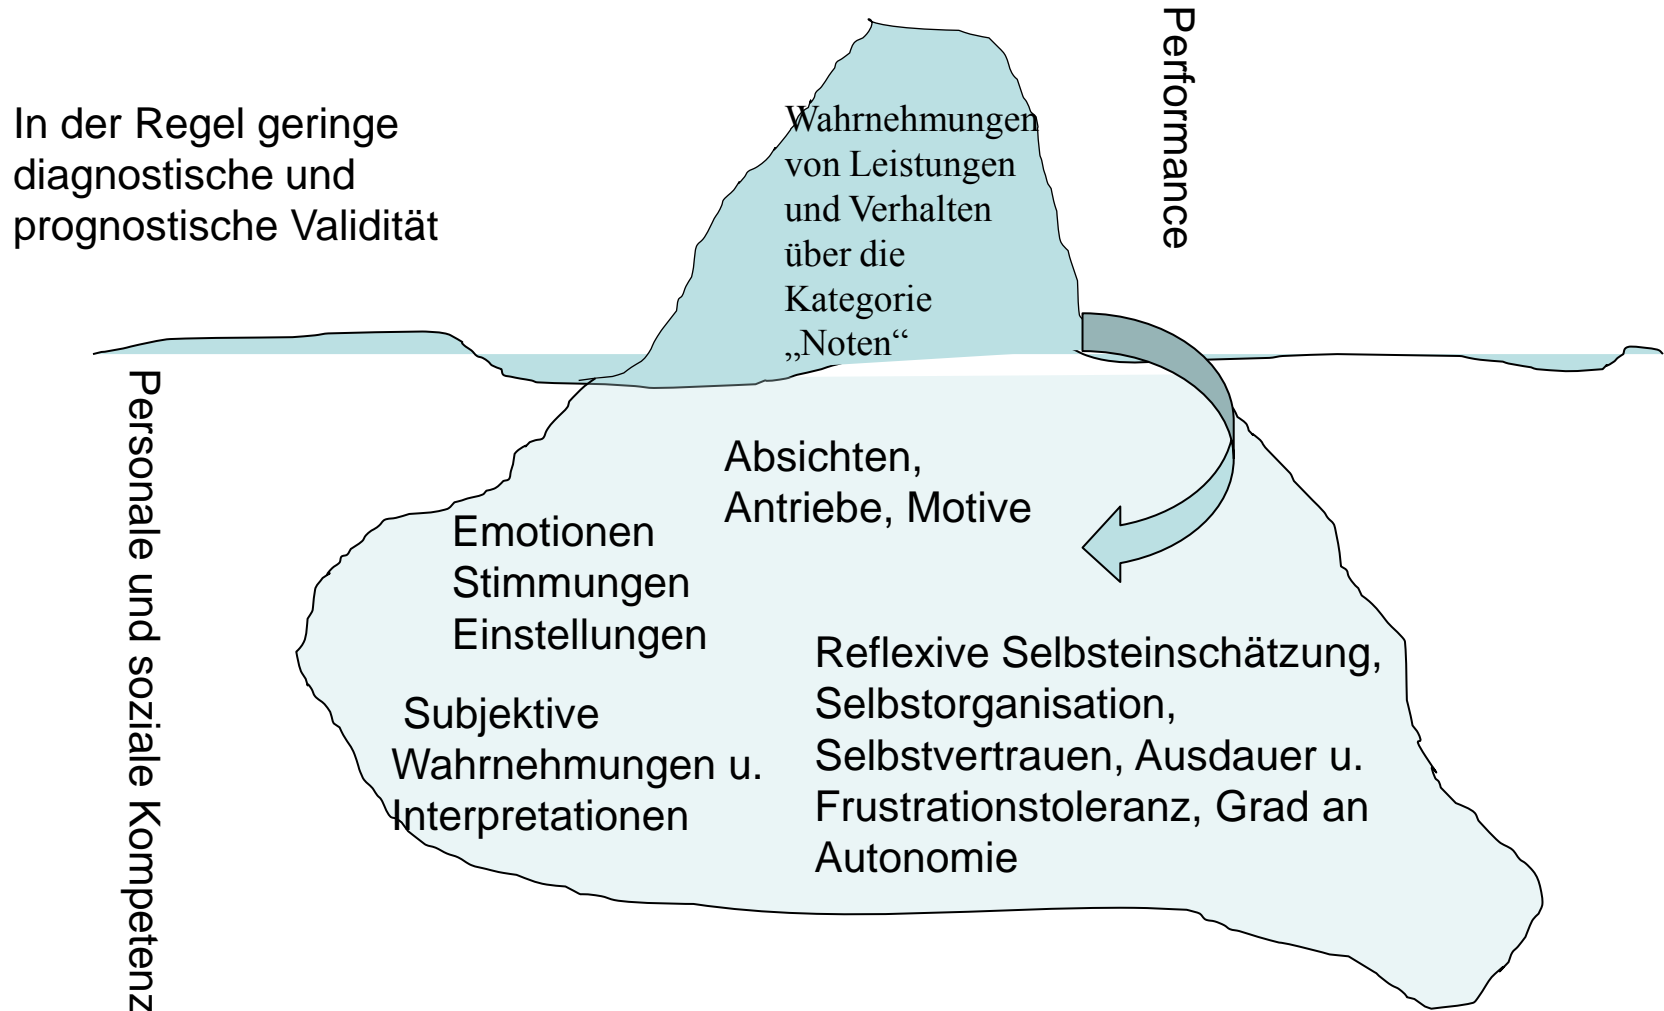 In der Regel geringe
diagnostische und
prognostische Validität
Wahrnehmungen
von Leistungen
und Verhalten
über die
Kategorie
„Noten“
Performance
Personale und soziale Kompetenz
Absichten,
Antriebe, Motive
Emotionen
Stimmungen
Einstellungen
Subjektive
Wahrnehmungen u.
Interpretationen
Reflexive Selbsteinschätzung,
Selbstorganisation,
Selbstvertrauen, Ausdauer u.
Frustrationstoleranz, Grad an
Autonomie